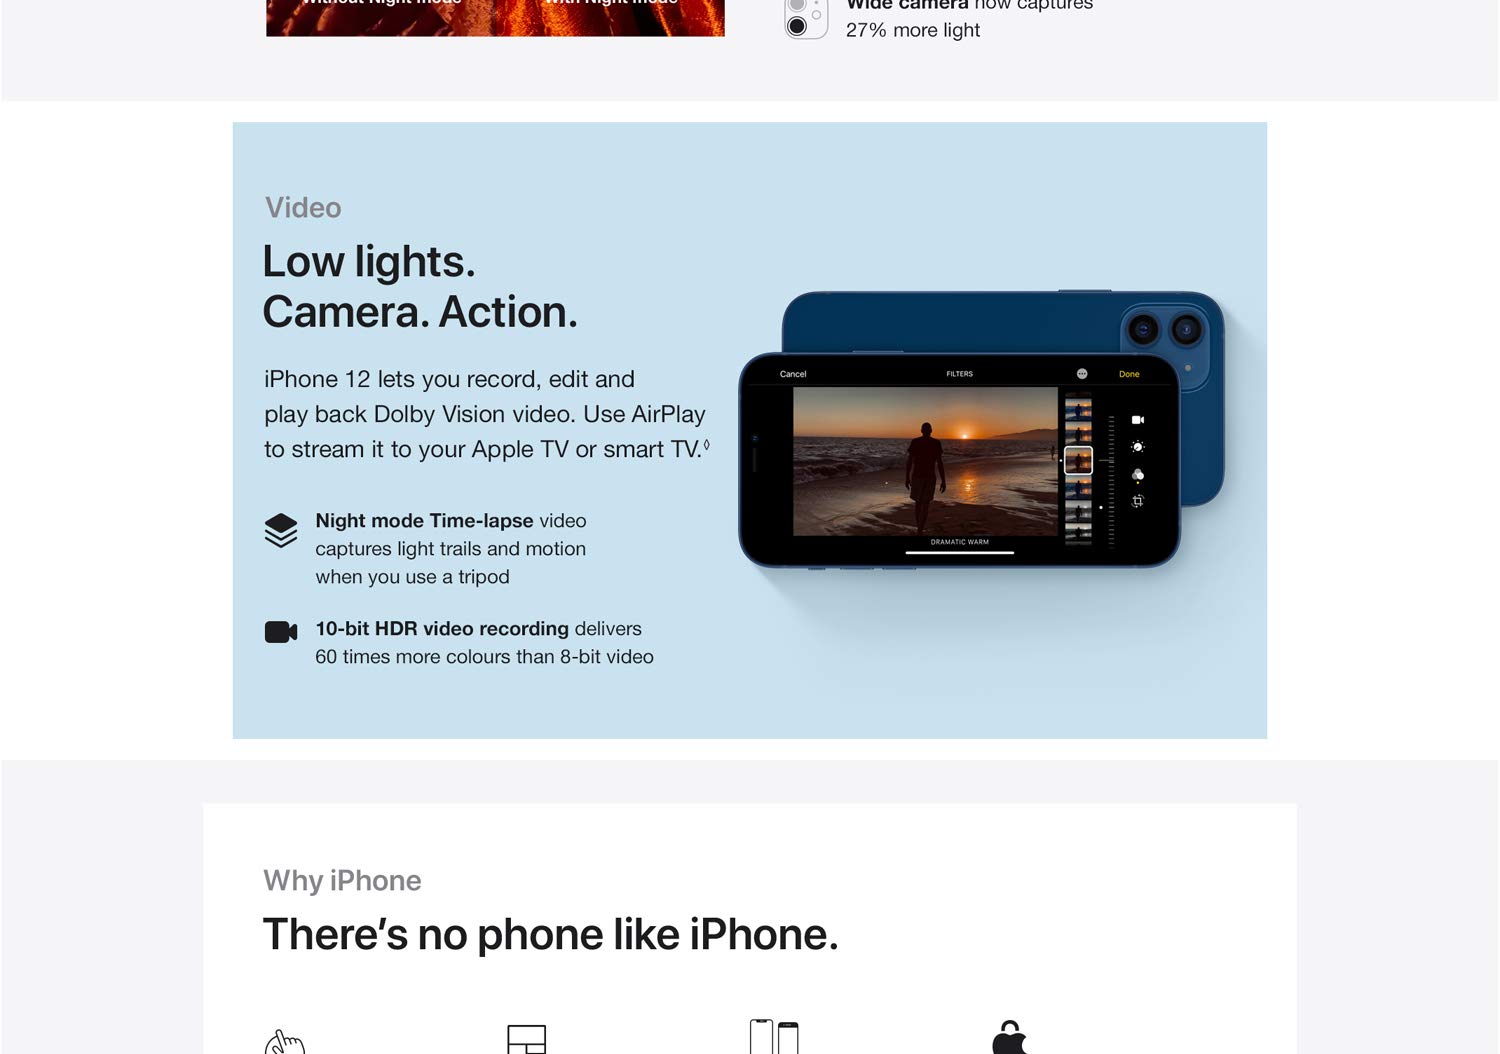 Without Night mode
With Night mode
Wide camera now captures
27% more light
Video
Low lights.
Camera. Action.
iPhone 12 lets you record, edit and
play back Dolby Vision video. Use AirPlay
to stream it to your Apple TV or smart TV.◊
Night mode Time-lapse video
captures light trails and motion
when you use a tripod
10-bit HDR video recording delivers
60 times more colours than 8-bit video
Cancel
FILTERS
Done
DRAMATIC WARM
Why iPhone
There’s no phone like iPhone.